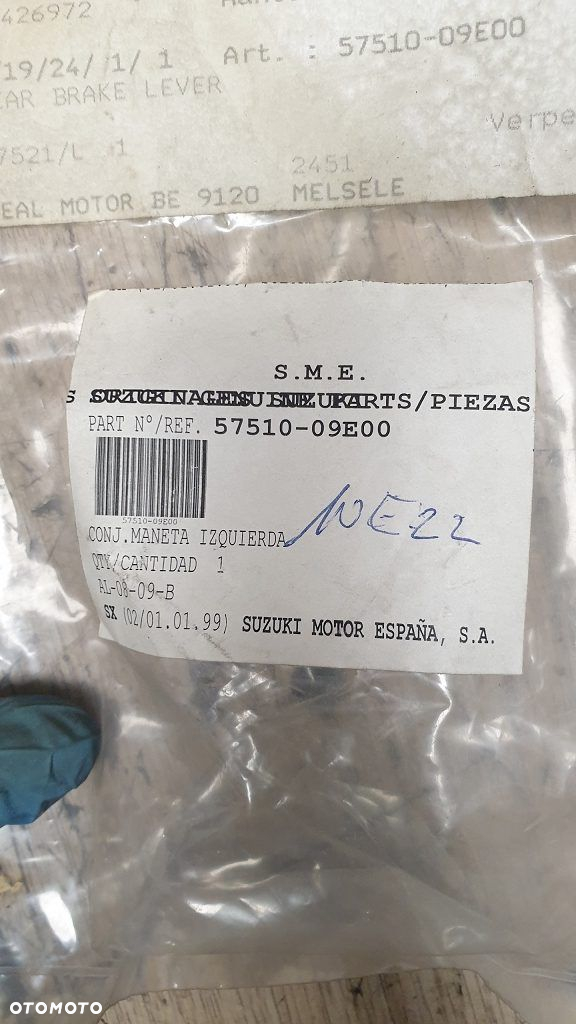 426972
Art. : 57510-09E00
/19/24/ 1/ 1
EAR BRAKE LEVER
Verpe
7521/L 1
2451
EAL MOTOR BE 9120 MELSELE
S.M.E.
PARTS/PIEZAS
PART Nº/REF. 57510-09E00
57510-09E00
CONJ.MANETA IZQUIERDA
10E22
QTY/CANTIDAD 1
AL-08-09-B
SX (02/01.01.99) SUZUKI MOTOR ESPAÑA, S.A.
OTOMOTO